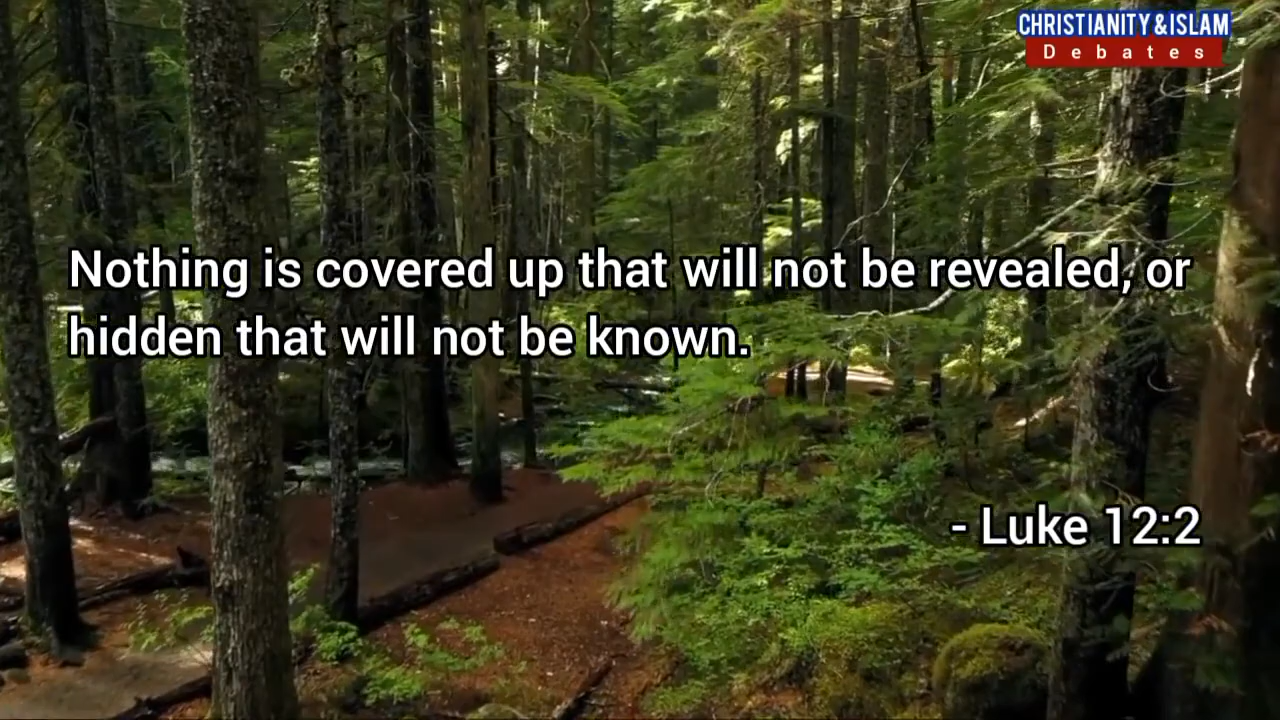 CHRISTIANITY & ISLAM
Debates
Nothing is covered up that will not be revealed, or
hidden that will not be known.
- Luke 12:2